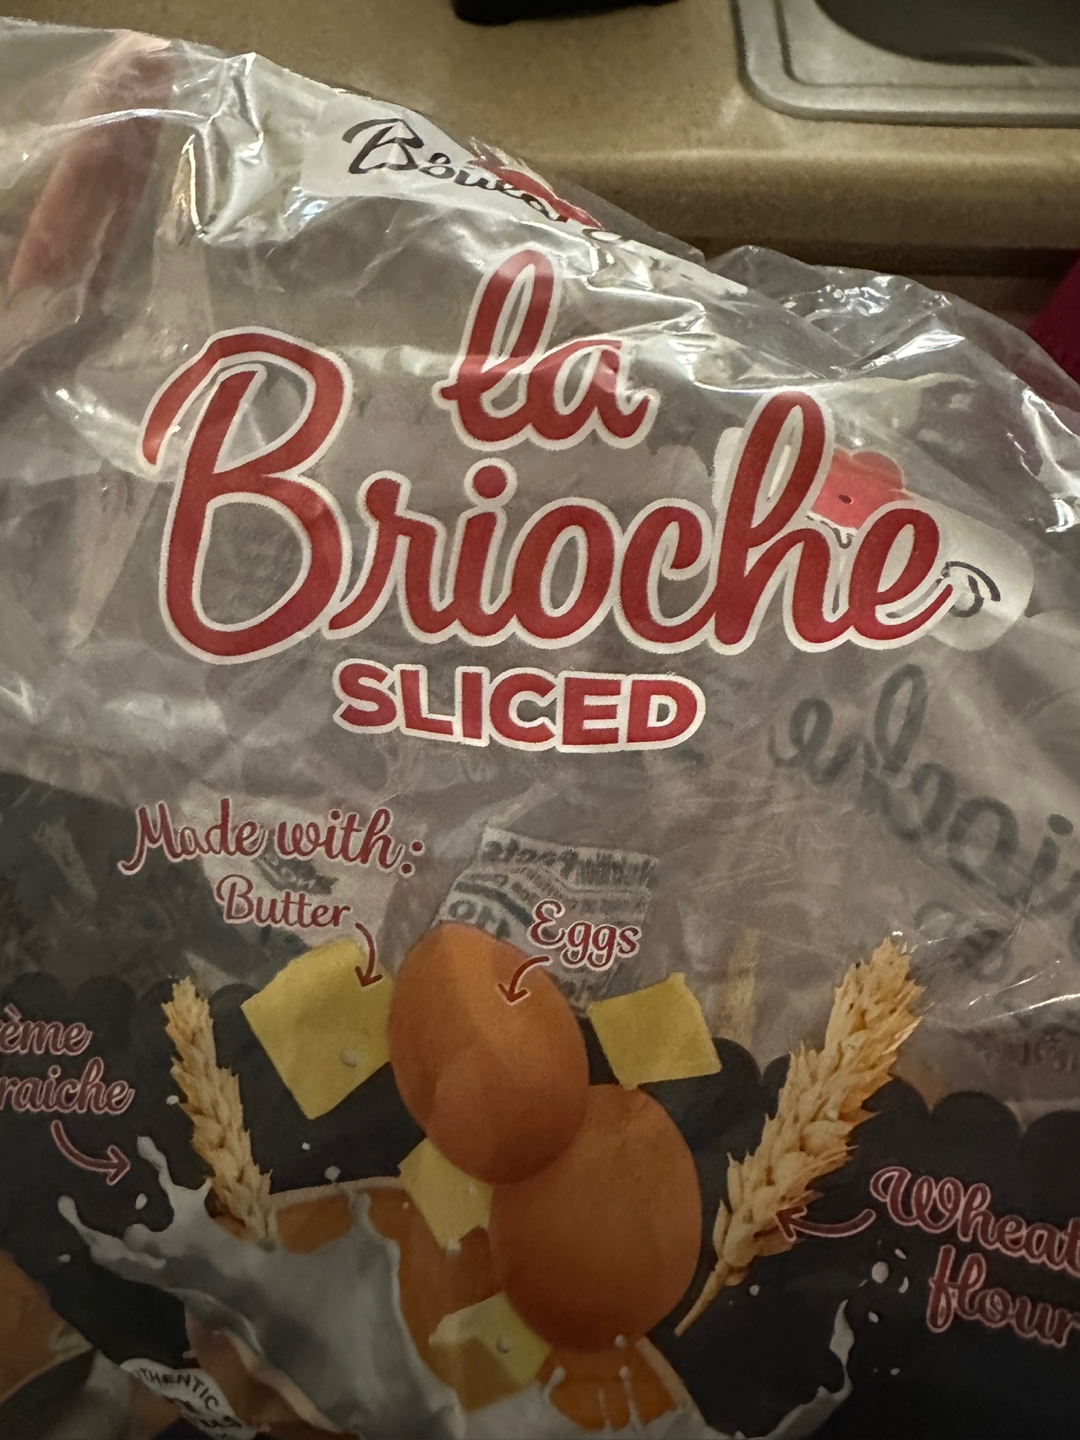 la
Brioche
SLICED
Made with:
Butter
Eggs
ème
raiche
Wheat
flour